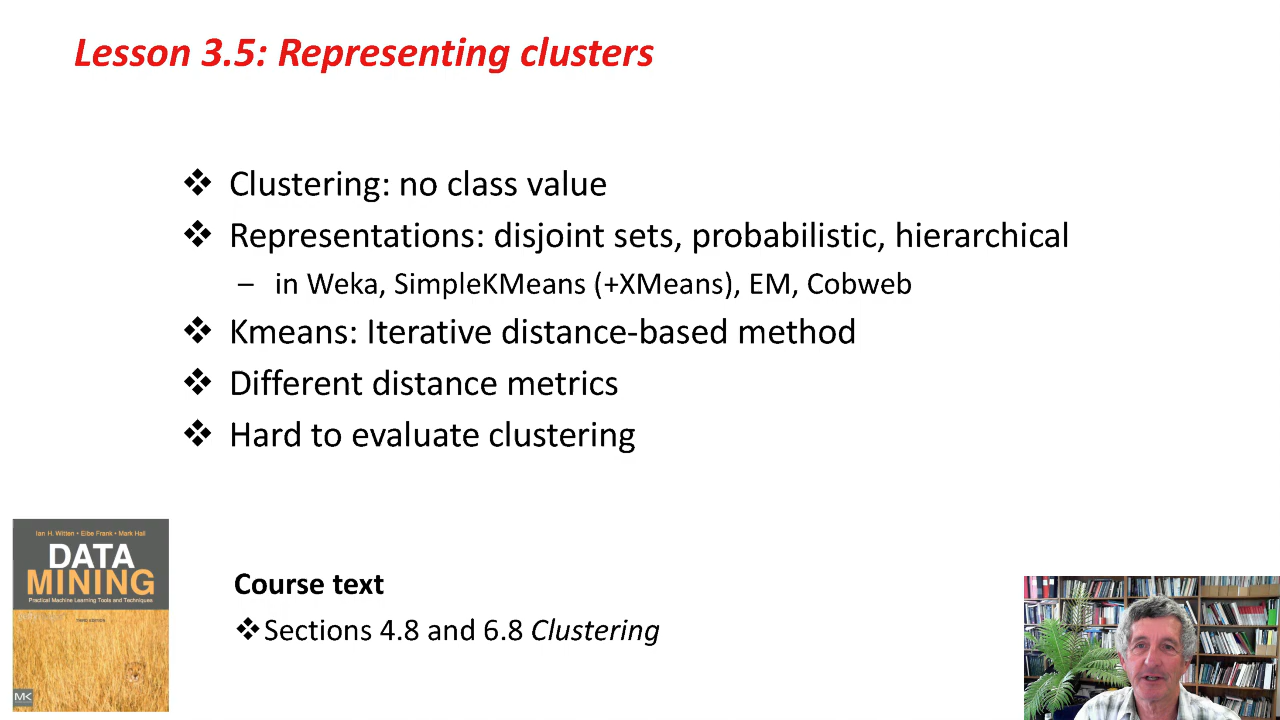 Lesson 3.5: Representing clusters
❖ Clustering: no class value
❖ Representations: disjoint sets, probabilistic, hierarchical
– in Weka, SimpleKMeans (+XMeans), EM, Cobweb
❖ Kmeans: Iterative distance-based method
❖ Different distance metrics
❖ Hard to evaluate clustering
Ian H. Witten • Eibe Frank • Mark Hall
DATA
MINING
Practical Machine Learning Tools and Techniques
THIRD EDITION
MK
Course text
❖Sections 4.8 and 6.8 Clustering